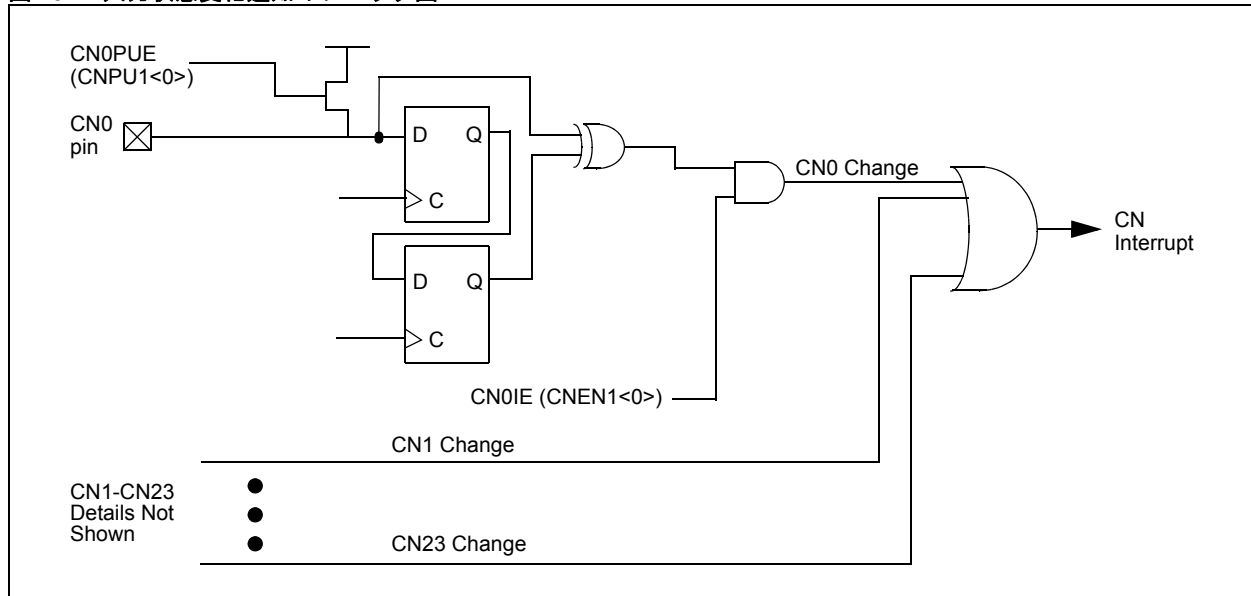 CN0PUE
(CNPU1<0>)
CN0
pin
D Q
C
D Q
C
CN0 Change
CN
Interrupt
CN0IE (CNEN1<0>)
CN1 Change
CN1-CN23
Details Not
Shown
CN23 Change